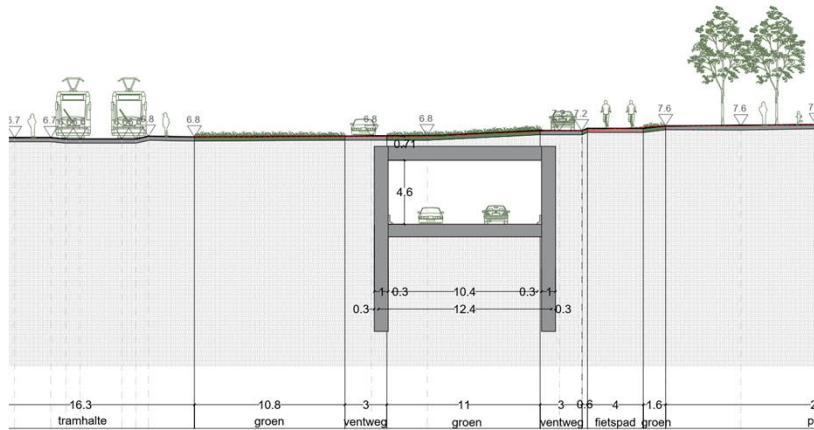 6.7 6.7 6.8 6.8 6.8 6.8 7.2 7.2 7.6 7.6
0.71
4.6
1 0.3 10.4 0.3 1
0.3 12.4 0.3
16.3 10.8 3 11 3 0.6 4 1.6
tramhalte groen ventweg groen ventweg fietspad groen